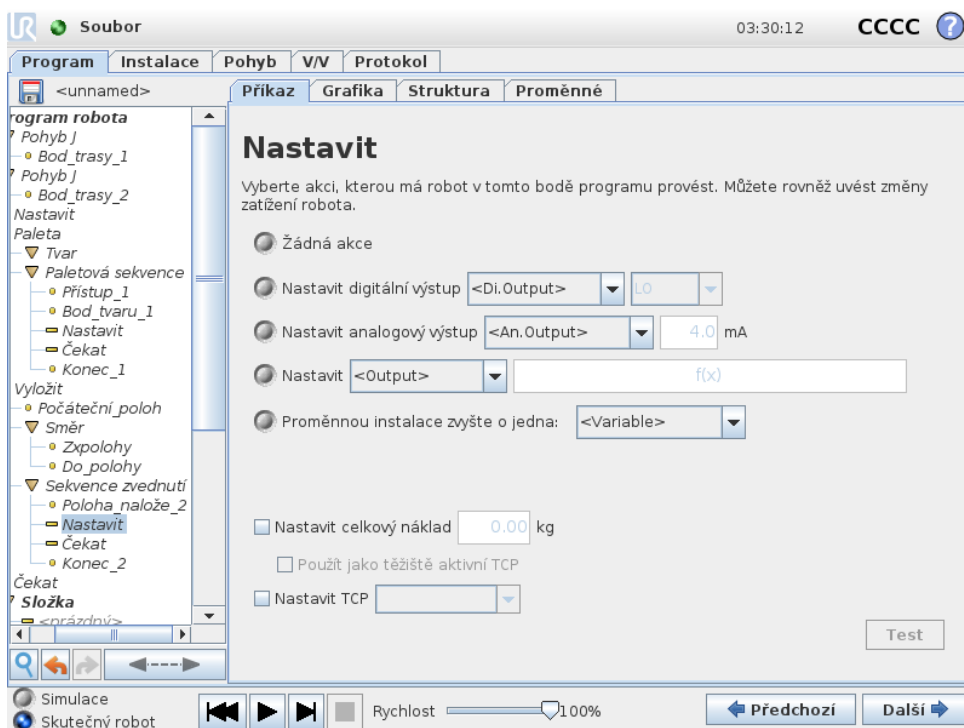 UR Soubor 03:30:12 CCCC ?
Program Instalace Pohyb V/V Protokol
<unnamed>
Příkaz Grafika Struktura Proměnné
rogram robota
Pohyb J
Bod_trasy_1
Pohyb J
Bod_trasy_2
Nastavit
Paleta
Tvar
Paletová sekvence
Přístup_1
Bod_tvaru_1
Nastavit
Čekat
Konec_1
Vyložit
Počáteční_poloh
Směr
Zxpolohy
Do_polohy
Sekvence zvednutí
Poloha_nalože_2
Nastavit
Čekat
Konec_2
Čekat
Složka
<prázdný>
Nastavit
Vyberte akci, kterou má robot v tomto bodě programu provést. Můžete rovněž uvést změny
zatížení robota.
Žádná akce
Nastavit digitální výstup <Di.Output> L0
Nastavit analogový výstup <An.Output> 4.0 mA
Nastavit <Output> f(x)
Proměnnou instalace zvyšte o jedna: <Variable>
Nastavit celkový náklad 0.00 kg
Použít jako těžiště aktivní TCP
Nastavit TCP
Test
Simulace
Skutečný robot
Rychlost 100%
Předchozí Další